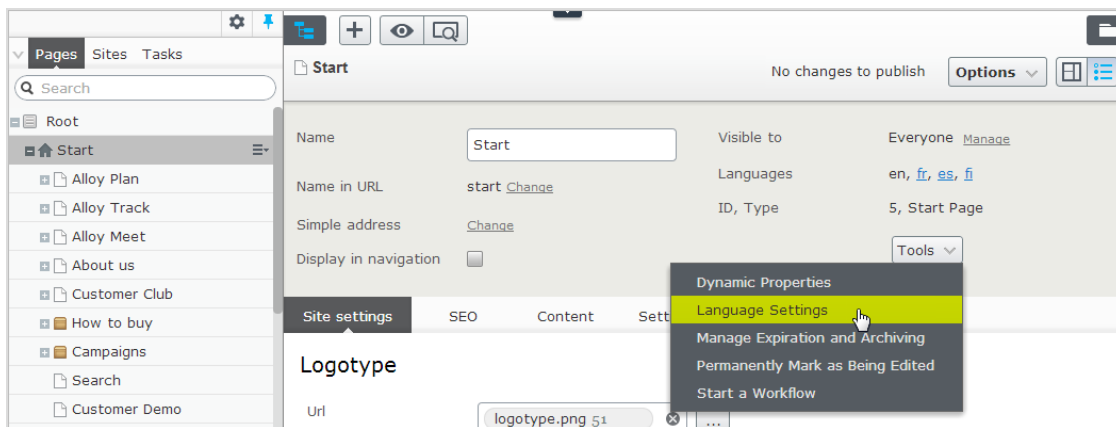 Pages Sites Tasks
Search
Root
Start
Alloy Plan
Alloy Track
Alloy Meet
About us
Customer Club
How to buy
Campaigns
Search
Customer Demo
Start
No changes to publish
Options
Name
Start
Name in URL
start Change
Simple address
Change
Display in navigation
Visible to
Everyone Manage
Languages
en, fr, es, fi
ID, Type
5, Start Page
Tools
Dynamic Properties
Language Settings
Manage Expiration and Archiving
Permanently Mark as Being Edited
Start a Workflow
Site settings SEO Content Sett
Logotype
Url
logotype.png 51
...